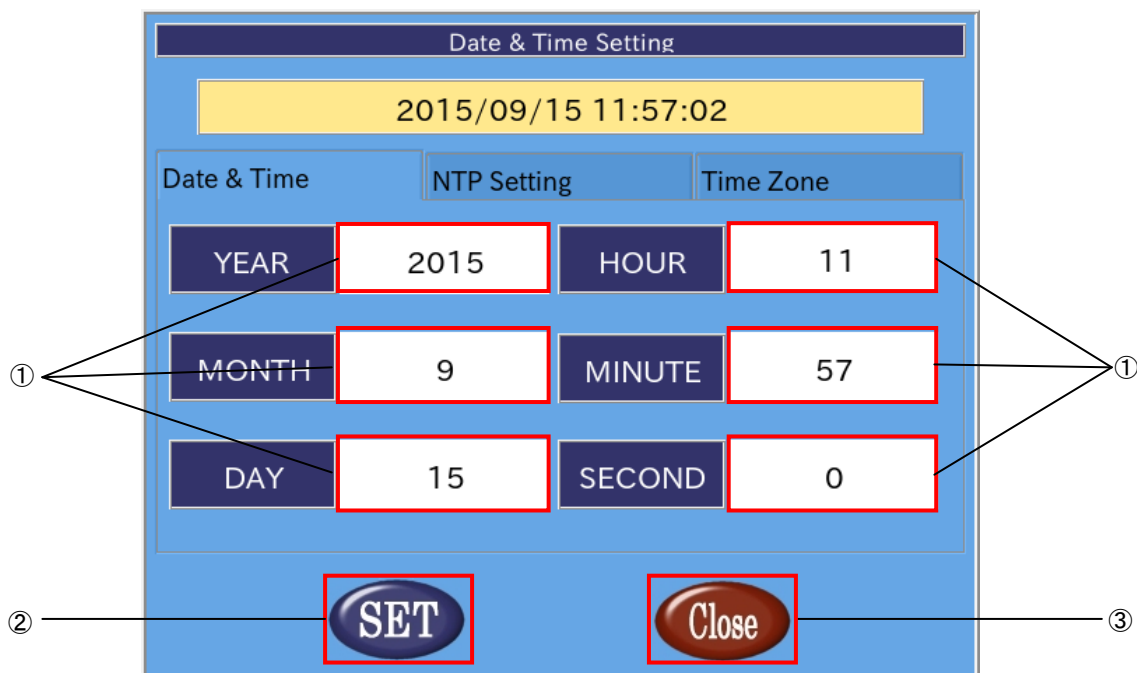 Date & Time Setting
2015/09/15 11:57:02
Date & Time NTP Setting Time Zone
YEAR 2015 HOUR 11
① MONTH 9 MINUTE 57 ①
DAY 15 SECOND 0
② SET Close ③